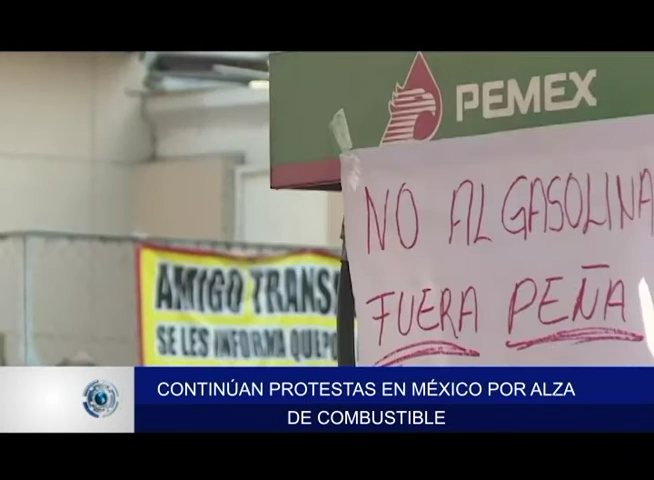 PEMEX
NO AL GASOLINA
FUERA PEÑA
AMIGO
SE LES INFORMA QUE
CONTINÚAN PROTESTAS EN MÉXICO POR ALZA
DE COMBUSTIBLE